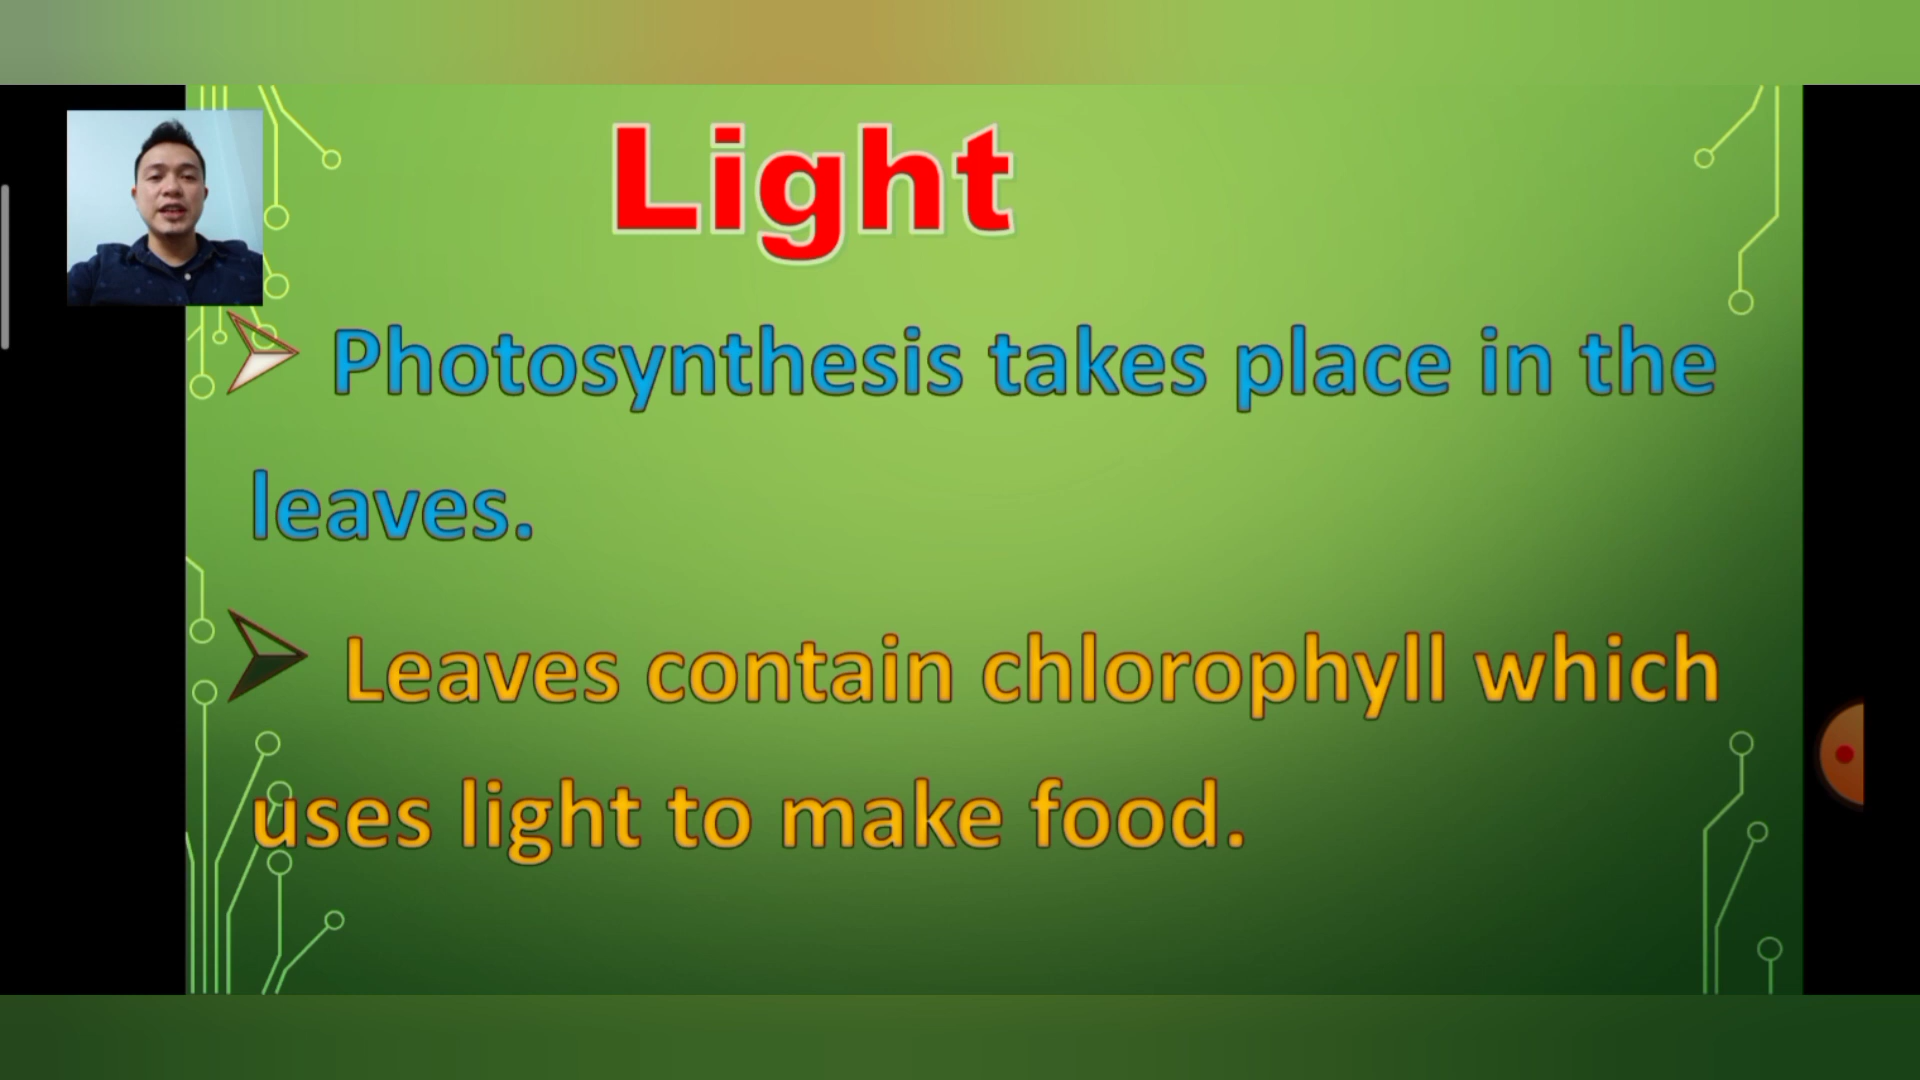 Light
Photosynthesis takes place in the
leaves.
Leaves contain chlorophyll which
uses light to make food.